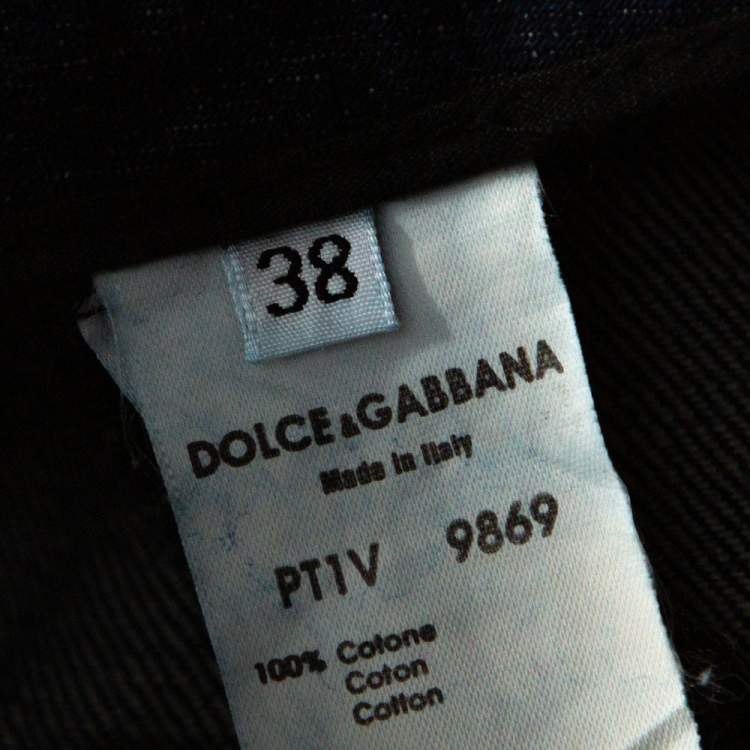 38
DOLCE&GABBANA
Made in Italy
PT1V 9869
100% Cotone
Coton
Cotton